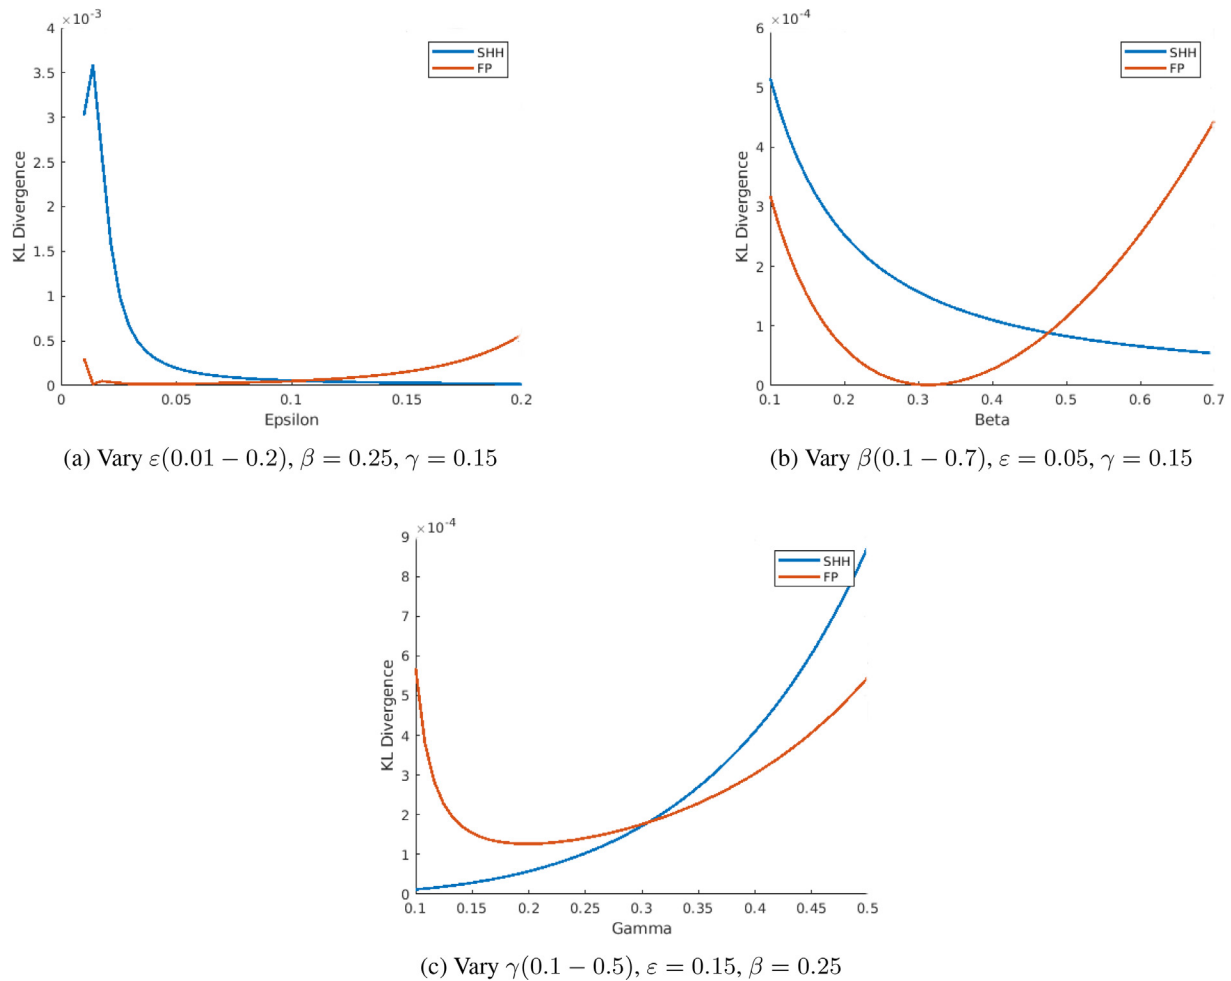 ×10⁻³
4
3.5
3
2.5
2
1.5
1
0.5
0
KL Divergence
SHH
FP
0 0.05 0.1 0.15 0.2
Epsilon
(a) Vary ε(0.01 − 0.2), β = 0.25, γ = 0.15
×10⁻⁴
6
5
4
3
2
1
0
KL Divergence
SHH
FP
0.1 0.2 0.3 0.4 0.5 0.6 0.7
Beta
(b) Vary β(0.1 − 0.7), ε = 0.05, γ = 0.15
×10⁻⁴
9
8
7
6
5
4
3
2
1
0
KL Divergence
SHH
FP
0.1 0.15 0.2 0.25 0.3 0.35 0.4 0.45 0.5
Gamma
(c) Vary γ(0.1 − 0.5), ε = 0.15, β = 0.25